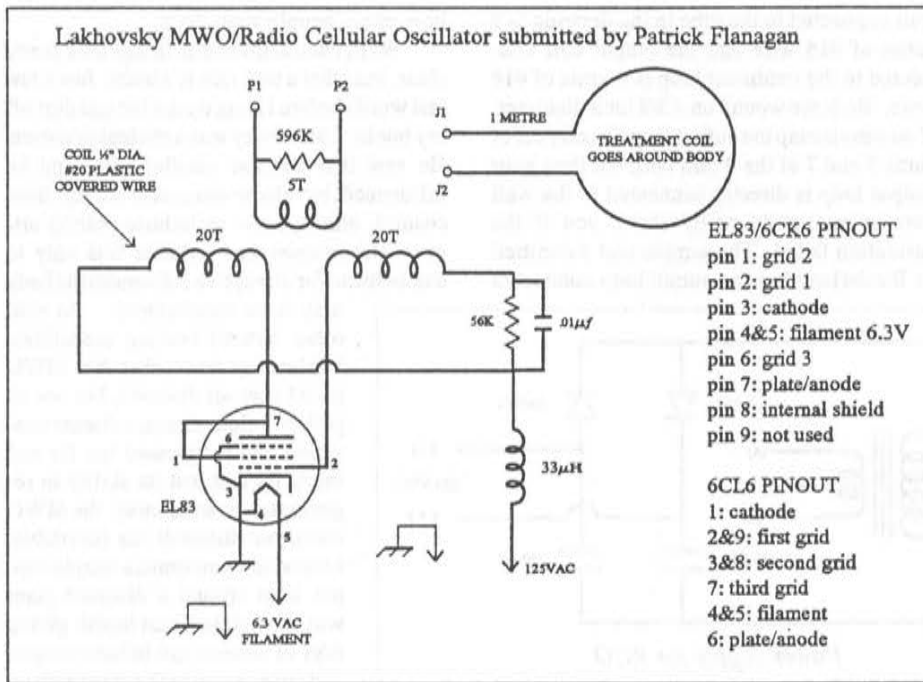 Lakhovsky MWO/Radio Cellular Oscillator submitted by Patrick Flanagan
P1
P2
J1
1 METRE
596K
J2
TREATMENT COIL
GOES AROUND BODY
COIL ½" DIA.
#20 PLASTIC
COVERED WIRE
5T
20T
20T
56K
.01µf
EL83/6CK6 PINOUT
pin 1: grid 2
pin 2: grid 1
pin 3: cathode
pin 4&5: filament 6.3V
pin 6: grid 3
pin 7: plate/anode
pin 8: internal shield
pin 9: not used
7
6
1
2
3
4
EL83
5
33µH
125VAC
6.3 VAC
FILAMENT
6CL6 PINOUT
1: cathode
2&9: first grid
3&8: second grid
7: third grid
4&5: filament
6: plate/anode